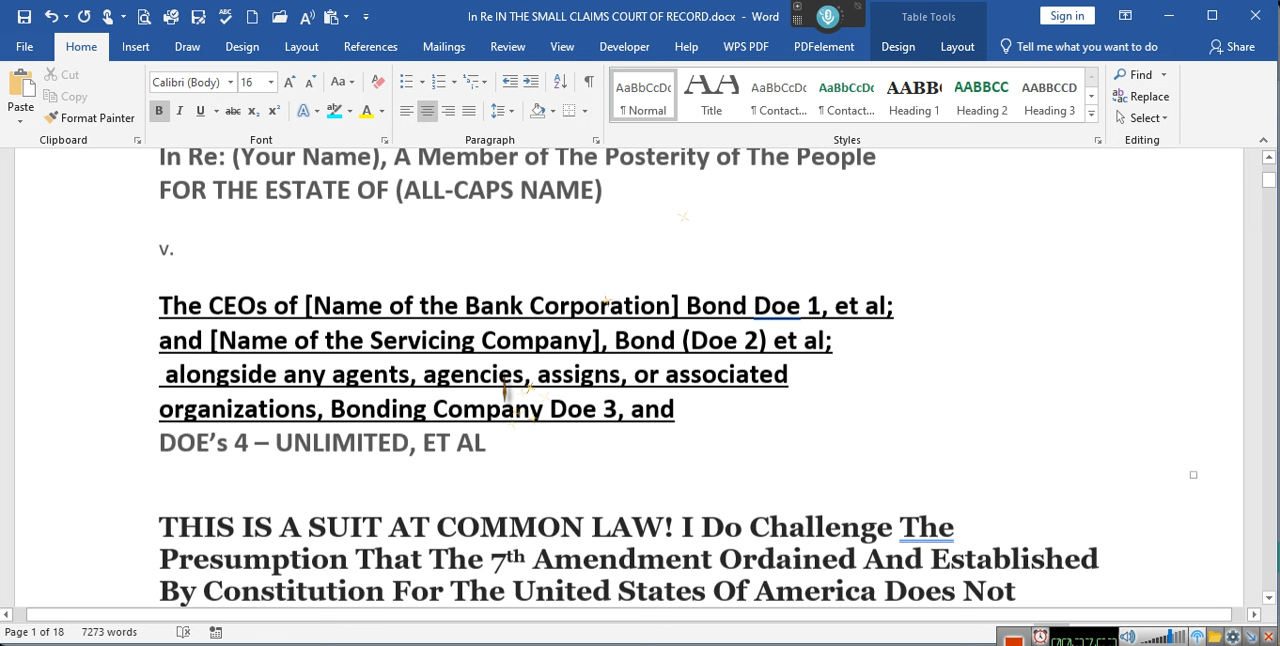 In Re IN THE SMALL CLAIMS COURT OF RECORD.docx - Word
Table Tools
Sign in
File Home Insert Draw Design Layout References Mailings Review View Developer Help WPS PDF PDFelement Design Layout Tell me what you want to do Share
Paste
Cut
Copy
Format Painter
Clipboard
Calibri (Body) 16
Font
Paragraph
AaBbCcDc AA AaBbCcDc AaBbCcDc AABB AABBCC AABBCCD
¶ Normal Title ¶ Contact... ¶ Contact... Heading 1 Heading 2 Heading 3
Styles
Find
Replace
Select
Editing
In Re: (Your Name), A Member of The Posterity of The People
FOR THE ESTATE OF (ALL-CAPS NAME)
v.
The CEOs of [Name of the Bank Corporation] Bond Doe 1, et al;
and [Name of the Servicing Company], Bond (Doe 2) et al;
alongside any agents, agencies, assigns, or associated
organizations, Bonding Company Doe 3, and
DOE’s 4 – UNLIMITED, ET AL
THIS IS A SUIT AT COMMON LAW! I Do Challenge The
Presumption That The 7th Amendment Ordained And Established
By Constitution For The United States Of America Does Not
Page 1 of 18 7273 words